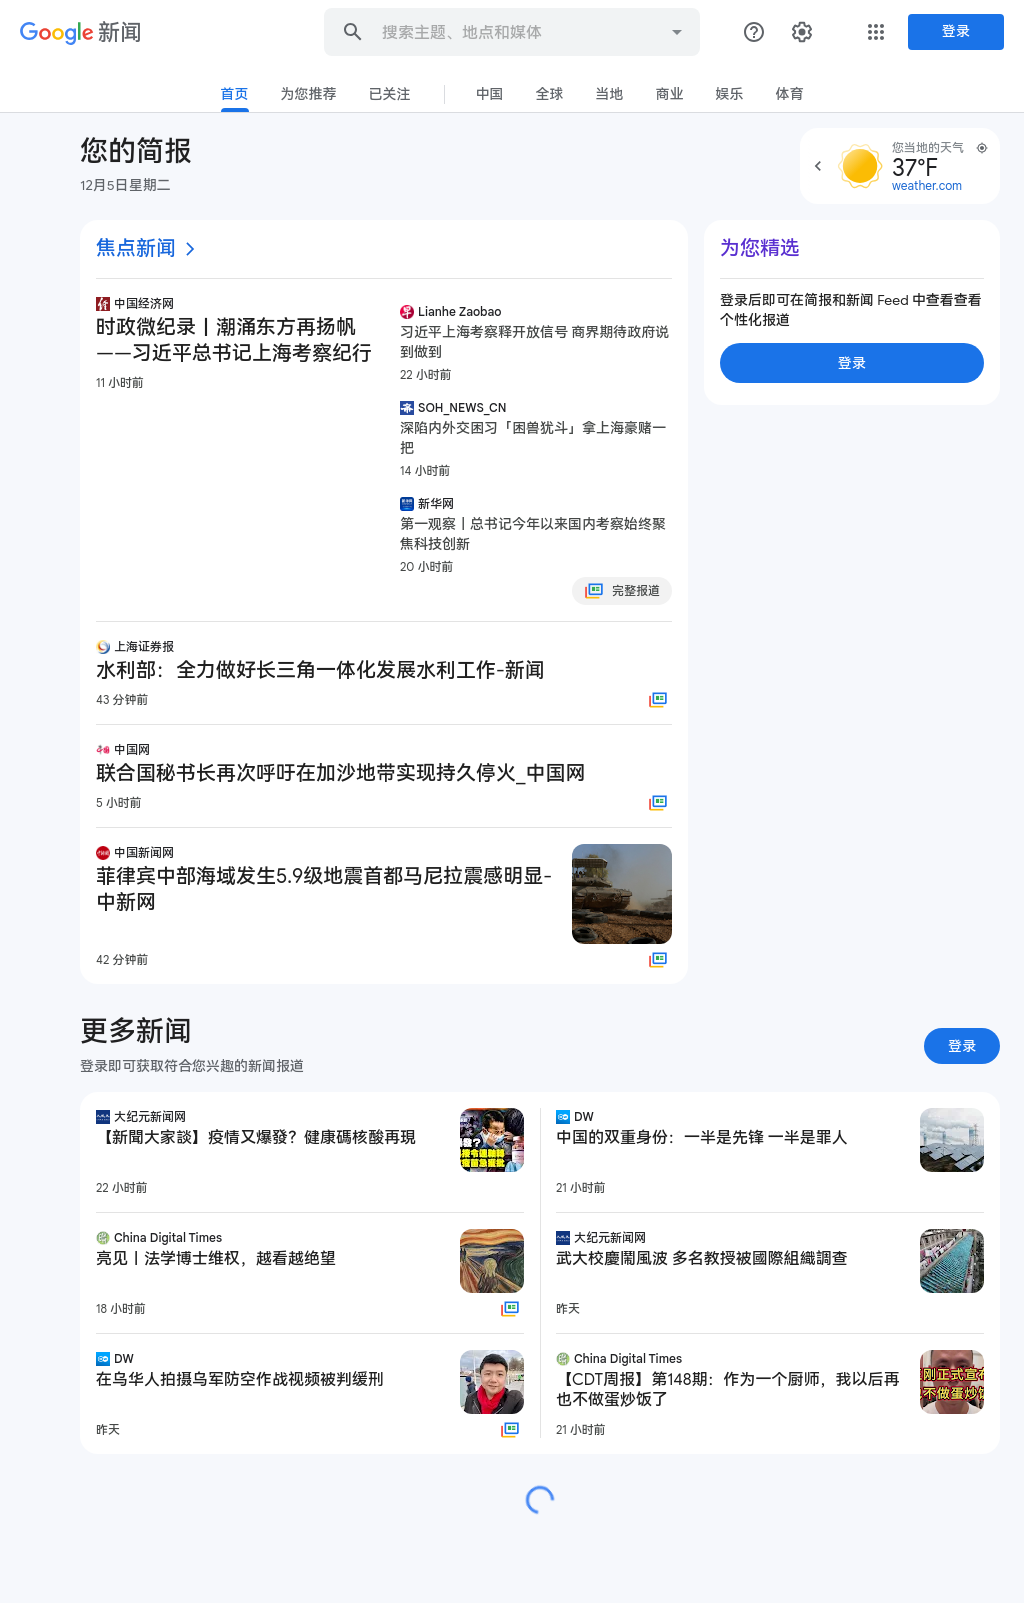 Google 新闻
搜索主题、地点和媒体
登录
首页
为您推荐
已关注
中国
全球
当地
商业
娱乐
体育
您的简报
12月5日星期二
您当地的天气
37°F
weather.com
焦点新闻
中国经济网
时政微纪录丨潮涌东方再扬帆
——习近平总书记上海考察纪行
11 小时前
Lianhe Zaobao
习近平上海考察释开放信号 商界期待政府说
到做到
22 小时前
SOH_NEWS_CN
深陷内外交困习「困兽犹斗」拿上海豪赌一
把
14 小时前
新华网
第一观察丨总书记今年以来国内考察始终聚
焦科技创新
20 小时前
完整报道
上海证券报
水利部：全力做好长三角一体化发展水利工作-新闻
43 分钟前
中国网
联合国秘书长再次呼吁在加沙地带实现持久停火_中国网
5 小时前
中国新闻网
菲律宾中部海域发生5.9级地震首都马尼拉震感明显-
中新网
42 分钟前
为您精选
登录后即可在简报和新闻 Feed 中查看查看
个性化报道
登录
更多新闻
登录即可获取符合您兴趣的新闻报道
登录
大纪元新闻网
【新聞大家談】疫情又爆發？健康碼核酸再現
22 小时前
China Digital Times
亮见丨法学博士维权，越看越绝望
18 小时前
DW
在乌华人拍摄乌军防空作战视频被判缓刑
昨天
DW
中国的双重身份：一半是先锋 一半是罪人
21 小时前
大纪元新闻网
武大校慶鬧風波 多名教授被國際組織調查
昨天
China Digital Times
【CDT周报】第148期：作为一个厨师，我以后再
也不做蛋炒饭了
21 小时前
刚正式宣布
不做蛋炒饭